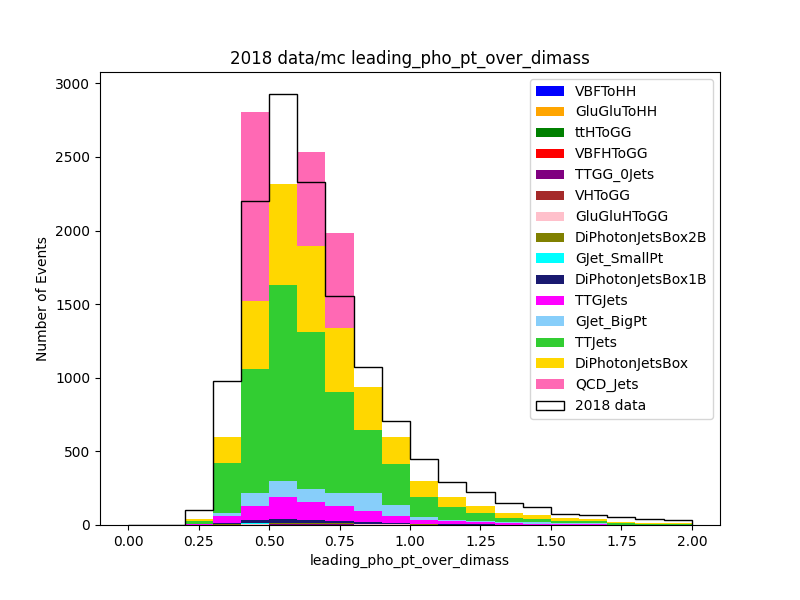 2018 data/mc leading_pho_pt_over_dimass
Number of Events
3000
2500
2000
1500
1000
500
0
0.00 0.25 0.50 0.75 1.00 1.25 1.50 1.75 2.00
leading_pho_pt_over_dimass
VBFToHH
GluGluToHH
ttHToGG
VBFHToGG
TTGG_0Jets
VHToGG
GluGluHToGG
DiPhotonJetsBox2B
GJet_SmallPt
DiPhotonJetsBox1B
TTGJets
GJet_BigPt
TTJets
DiPhotonJetsBox
QCD_Jets
2018 data